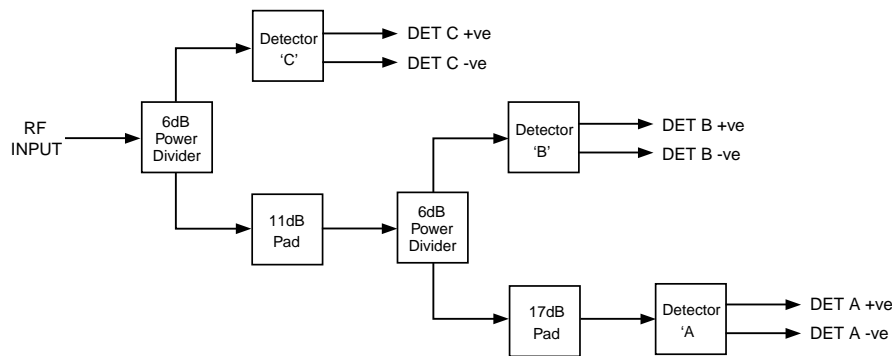 Detector
‘C’
DET C +ve
DET C -ve
RF
INPUT
6dB
Power
Divider
Detector
‘B’
DET B +ve
DET B -ve
11dB
Pad
6dB
Power
Divider
17dB
Pad
Detector
‘A
DET A +ve
DET A -ve